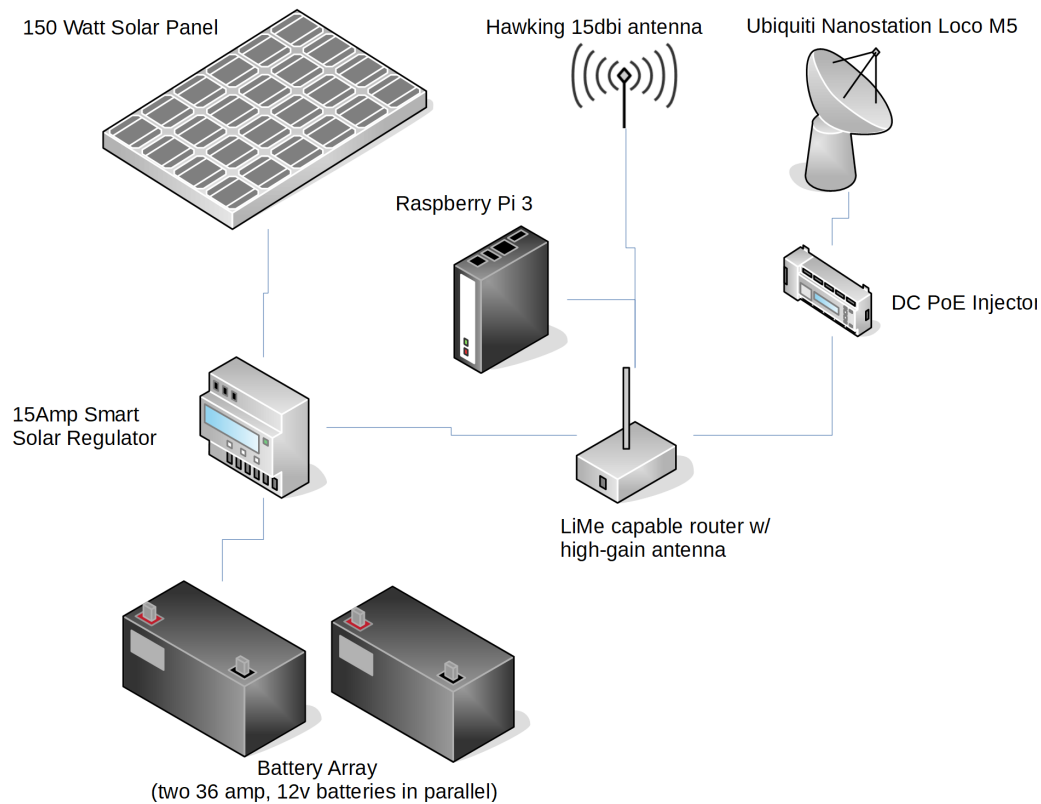 150 Watt Solar Panel
Hawking 15dbi antenna
Ubiquiti Nanostation Loco M5
Raspberry Pi 3
DC PoE Injector
15Amp Smart
Solar Regulator
LiMe capable router w/
high-gain antenna
Battery Array
(two 36 amp, 12v batteries in parallel)